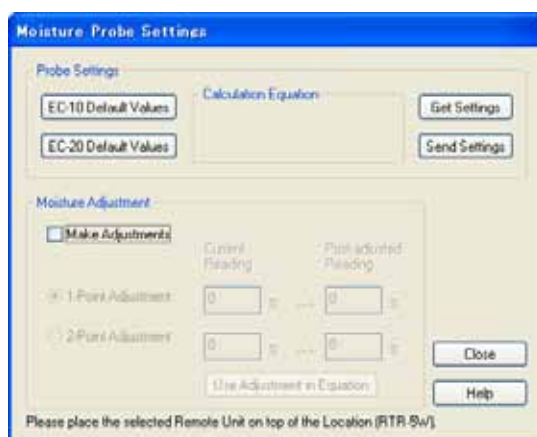 Moisture Probe Settings
Probe Settings
EC-10 Default Values
Calculation Equation
Get Settings
EC-20 Default Values
Send Settings
Moisture Adjustment
Make Adjustments
Current Reading
Post-adjusted Reading
1-Point Adjustment
0 % ... 0 %
2-Point Adjustment
0 % ... 0 %
Close
Use Adjustment in Equation
Help
Please place the selected Remote Unit on top of the Location (RTR-5W).